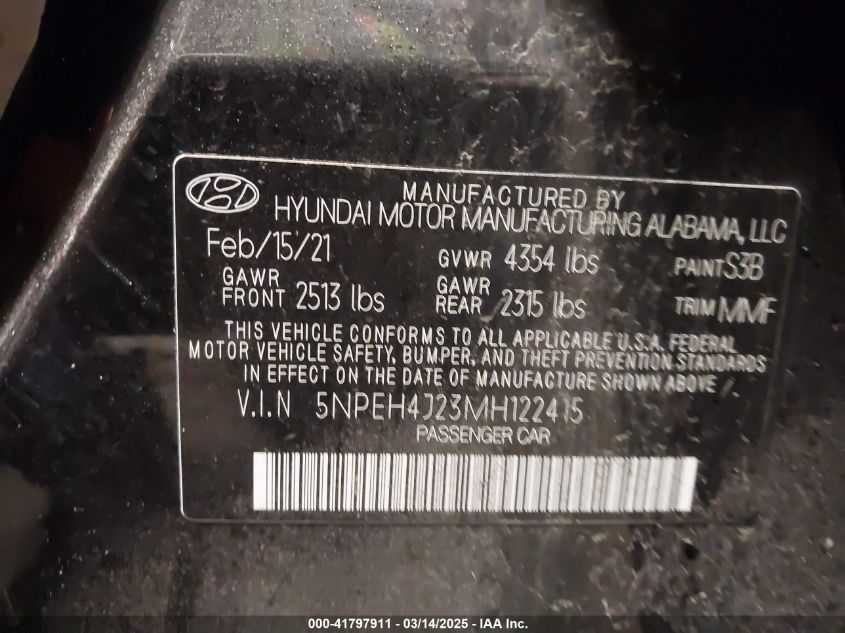 MANUFACTURED BY
HYUNDAI MOTOR MANUFACTURING ALABAMA, LLC
Feb/15/21 GVWR 4354 lbs PAINT S3B
GAWR FRONT 2513 lbs GAWR REAR 2315 lbs TRIM MMF
THIS VEHICLE CONFORMS TO ALL APPLICABLE U.S.A. FEDERAL
MOTOR VEHICLE SAFETY, BUMPER, AND THEFT PREVENTION STANDARDS
IN EFFECT ON THE DATE OF MANUFACTURE SHOWN ABOVE
V.I.N 5NPEH4J23MH122415
PASSENGER CAR
000-41797911 - 03/14/2025 - IAA Inc.